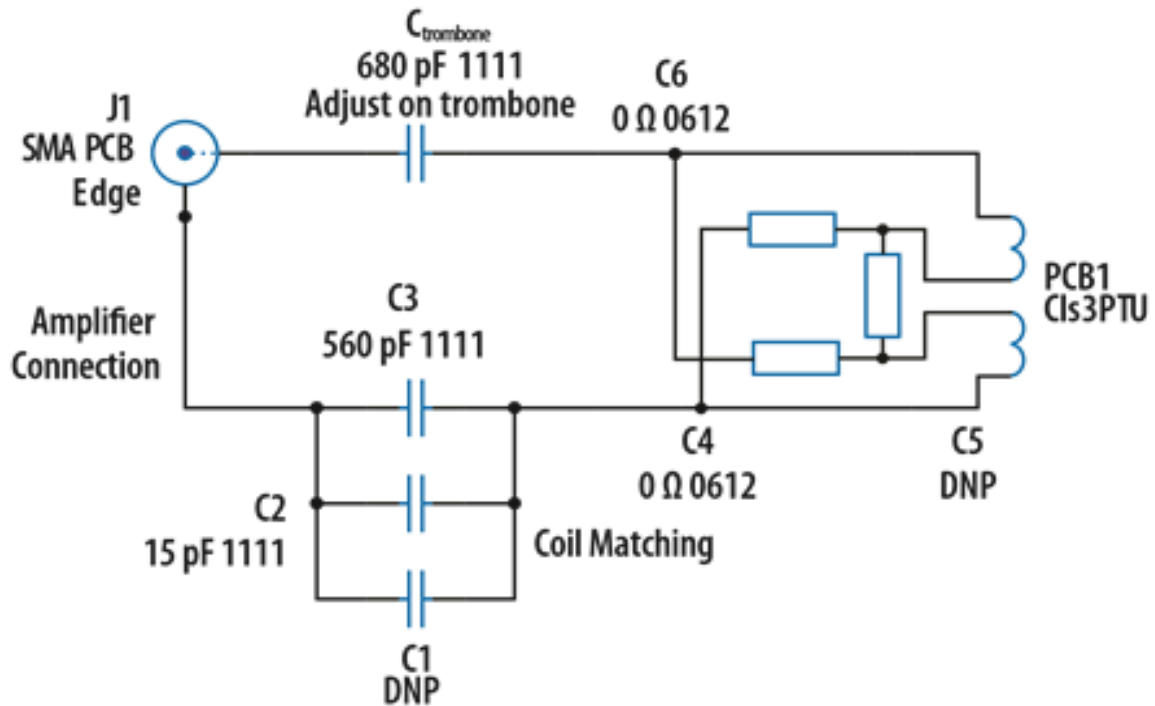 C trombone
680 pF 1111
Adjust on trombone
J1
SMA PCB
Edge
C6
0 Ω 0612
PCB1
Cls3PTU
Amplifier
Connection
C3
560 pF 1111
C4
0 Ω 0612
C5
DNP
C2
15 pF 1111
Coil Matching
C1
DNP